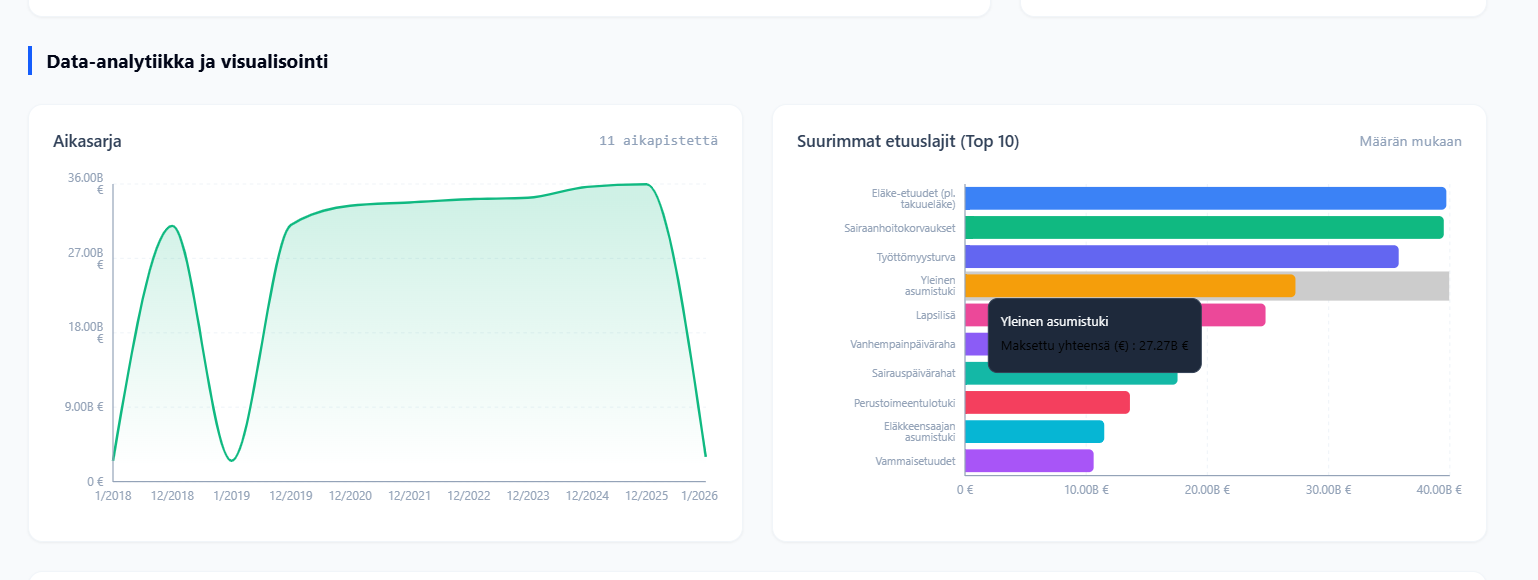 Data-analytiikka ja visualisointi
Aikasarja
11 aikapistettä
36.00B
€
27.00B
€
18.00B
€
9.00B €
0 €
1/2018
12/2018
1/2019
12/2019
12/2020
12/2021
12/2022
12/2023
12/2024
12/2025
1/2026
Suurimmat etuuslajit (Top 10)
Määrän mukaan
Eläke-etuudet (pl.
takuueläke)
Sairaanhoitokorvaukset
Työttömyysturva
Yleinen
asumistuki
Lapsilisä
Vanhempainpäiväraha
Sairauspäivärahat
Perustoimeentulotuki
Eläkkeensaajan
asumistuki
Vammaisetuudet
Yleinen asumistuki
Maksettu yhteensä (€) : 27.27B €
0 €
10.00B €
20.00B €
30.00B €
40.00B €